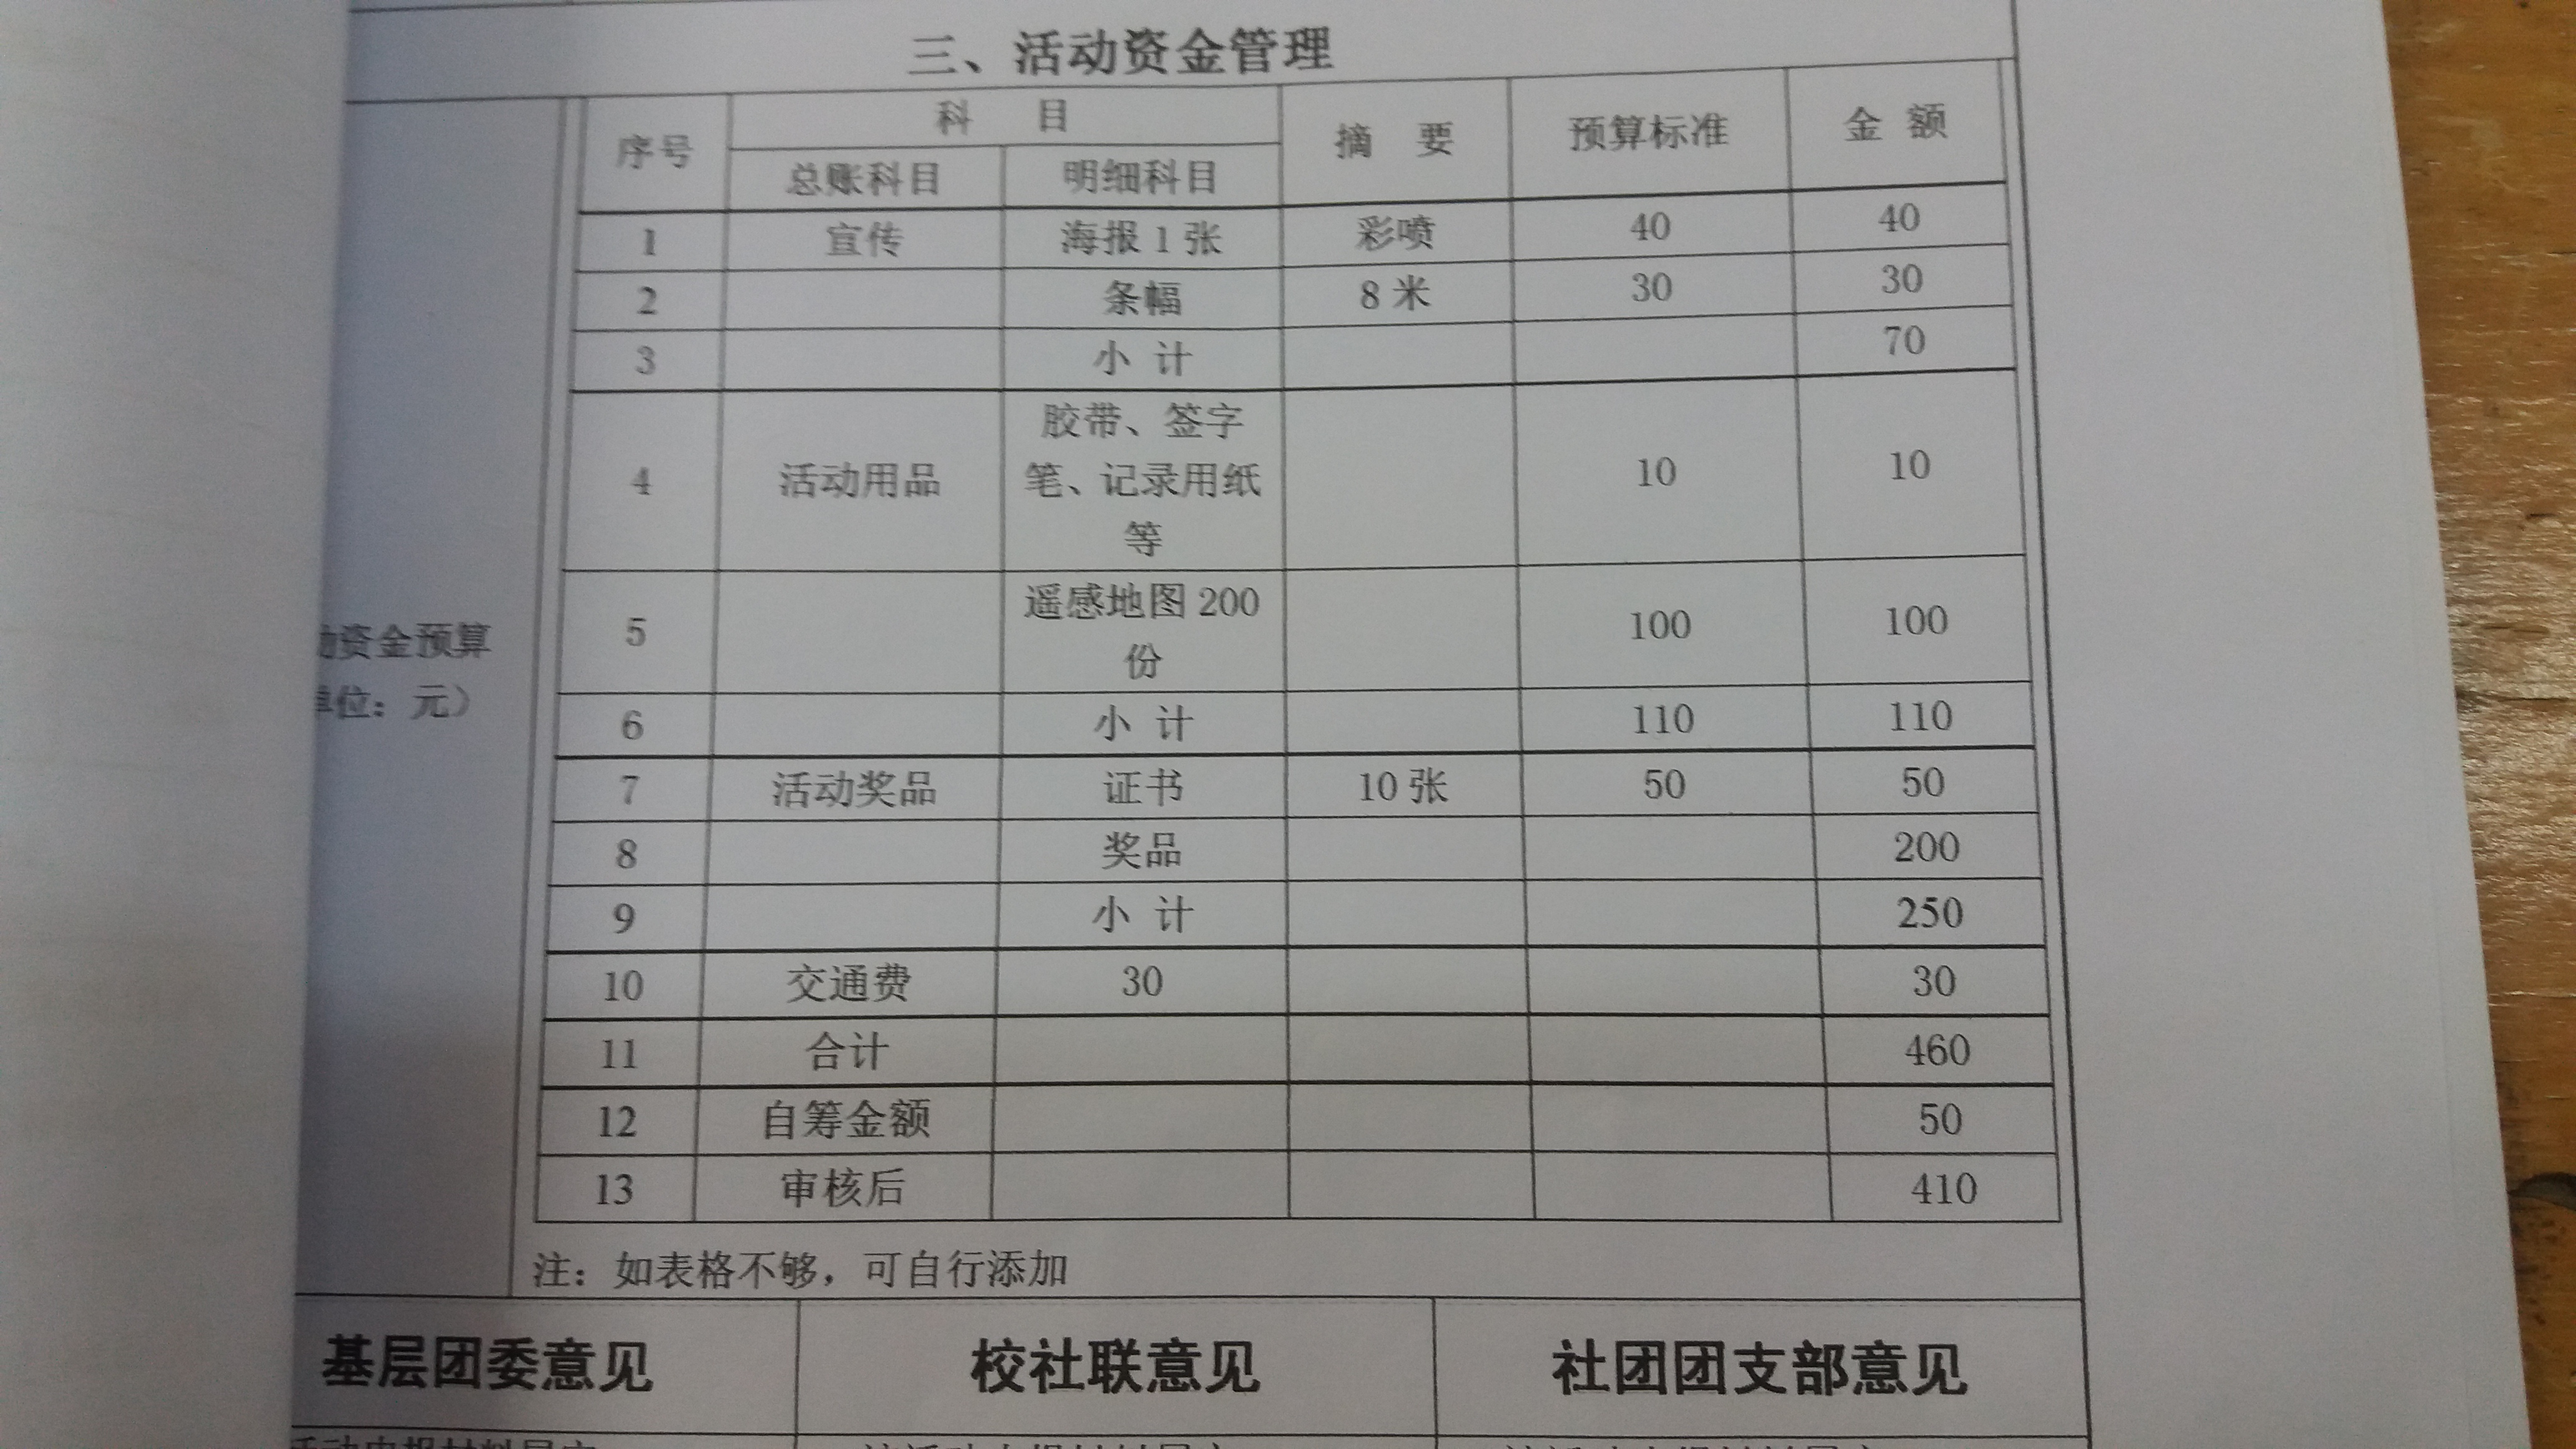 三、活动资金管理
序号 科 目 摘 要 预算标准 金 额
总账科目 明细科目
1 宣传 海报 1 张 彩喷 40 40
2 条幅 8 米 30 30
3 小 计 70
胶带、签字
4 活动用品 笔、记录用纸 10 10
等
遥感地图 200
5 100 100
份
6 小 计 110 110
7 活动奖品 证书 10 张 50 50
8 奖品 200
9 小 计 250
10 交通费 30 30
11 合计 460
12 自筹金额 50
13 审核后 410
资金预算
位：元）
注：如表格不够，可自行添加
基层团委意见 校社联意见 社团团支部意见